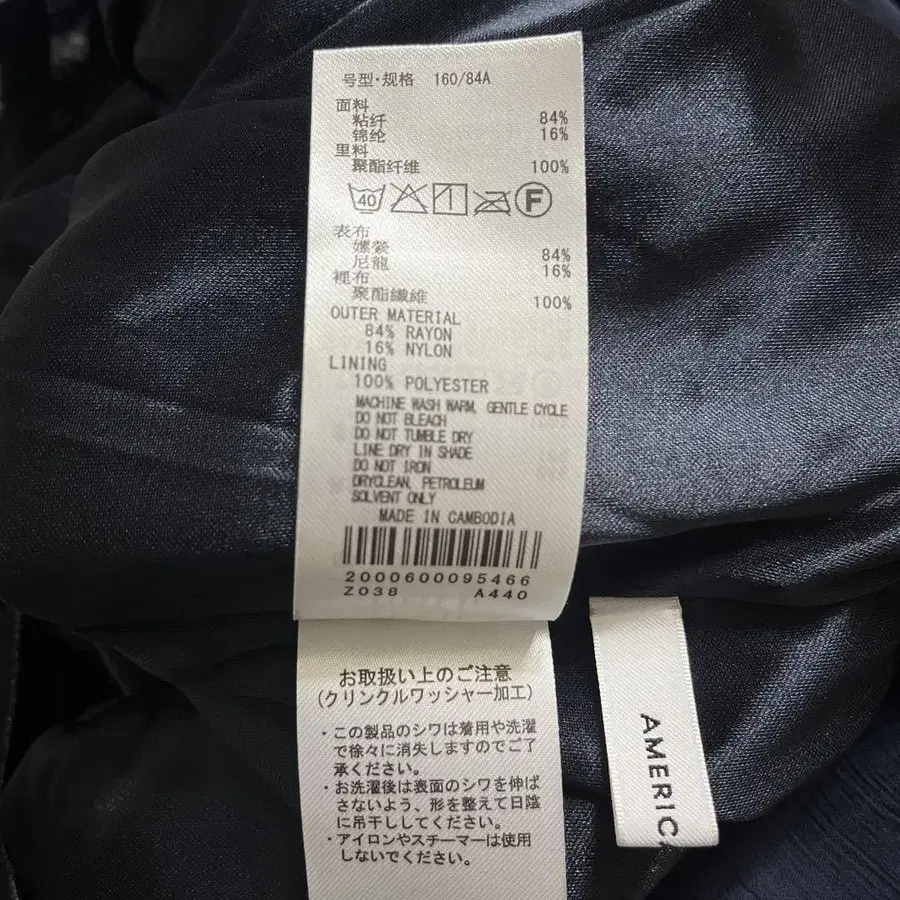 号型·规格 160/84A
面料
粘纤 84%
锦纶 16%
里料
聚酯纤维 100%
40
F
表布
嫘縈 84%
尼龍 16%
裡布
聚酯纖維 100%
OUTER MATERIAL
84% RAYON
16% NYLON
LINING
100% POLYESTER
MACHINE WASH WARM, GENTLE CYCLE
DO NOT BLEACH
DO NOT TUMBLE DRY
LINE DRY IN SHADE
DO NOT IRON
DRYCLEAN, PETROLEUM
SOLVENT ONLY
MADE IN CAMBODIA
2000600095466
Z038 A440
お取扱い上のご注意
(クリンクルワッシャー加工)
・この製品のシワは着用や洗濯
で徐々に消失しますのでご了
承ください。
・お洗濯後は表面のシワを伸ば
さないよう、形を整えて日陰
に吊干ししてください。
・アイロンやスチーマーは使用
しないでください。
AMERIC